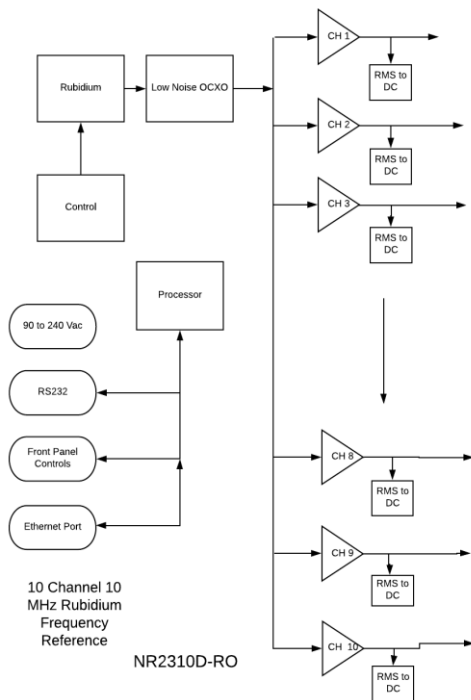 CH 1
RMS to
DC
Rubidium
Low Noise OCXO
CH 2
RMS to
DC
Control
CH 3
RMS to
DC
Processor
90 to 240 Vac
RS232
Front Panel
Controls
Ethernet Port
CH 8
RMS to
DC
CH 9
RMS to
DC
CH 10
RMS to
DC
10 Channel 10
MHz Rubidium
Frequency
Reference
NR2310D-RO